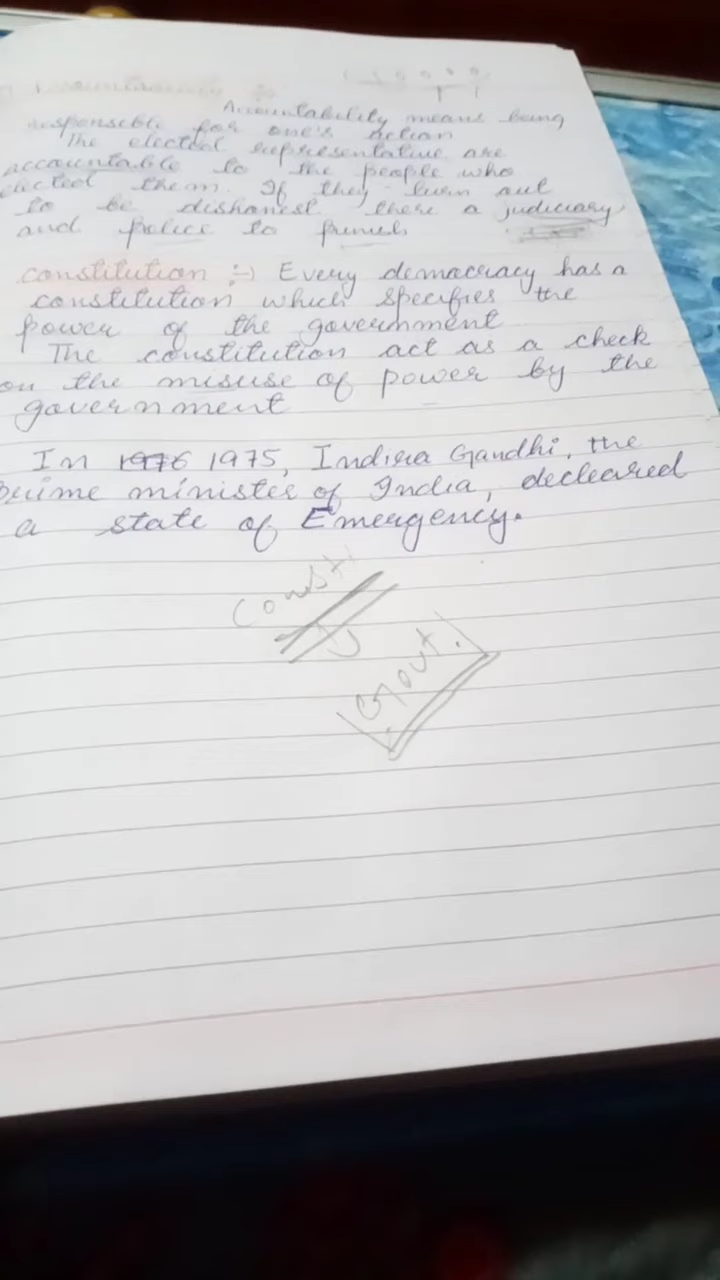 Accountability means being
responsible for one's action
The elected representative are
accountable to the people who
elected them. If they turn out
to be dishonest there a judiciary
and police to punish
constitution :-) Every demacracy has a
constitution which specifies the
power of the government
The constitution act as a check
on the misuse of power by the
government
In 1976 1975, Indira Gandhi, the
prime minister of India, decleared
a state of Emergency.
Consti
Govt.